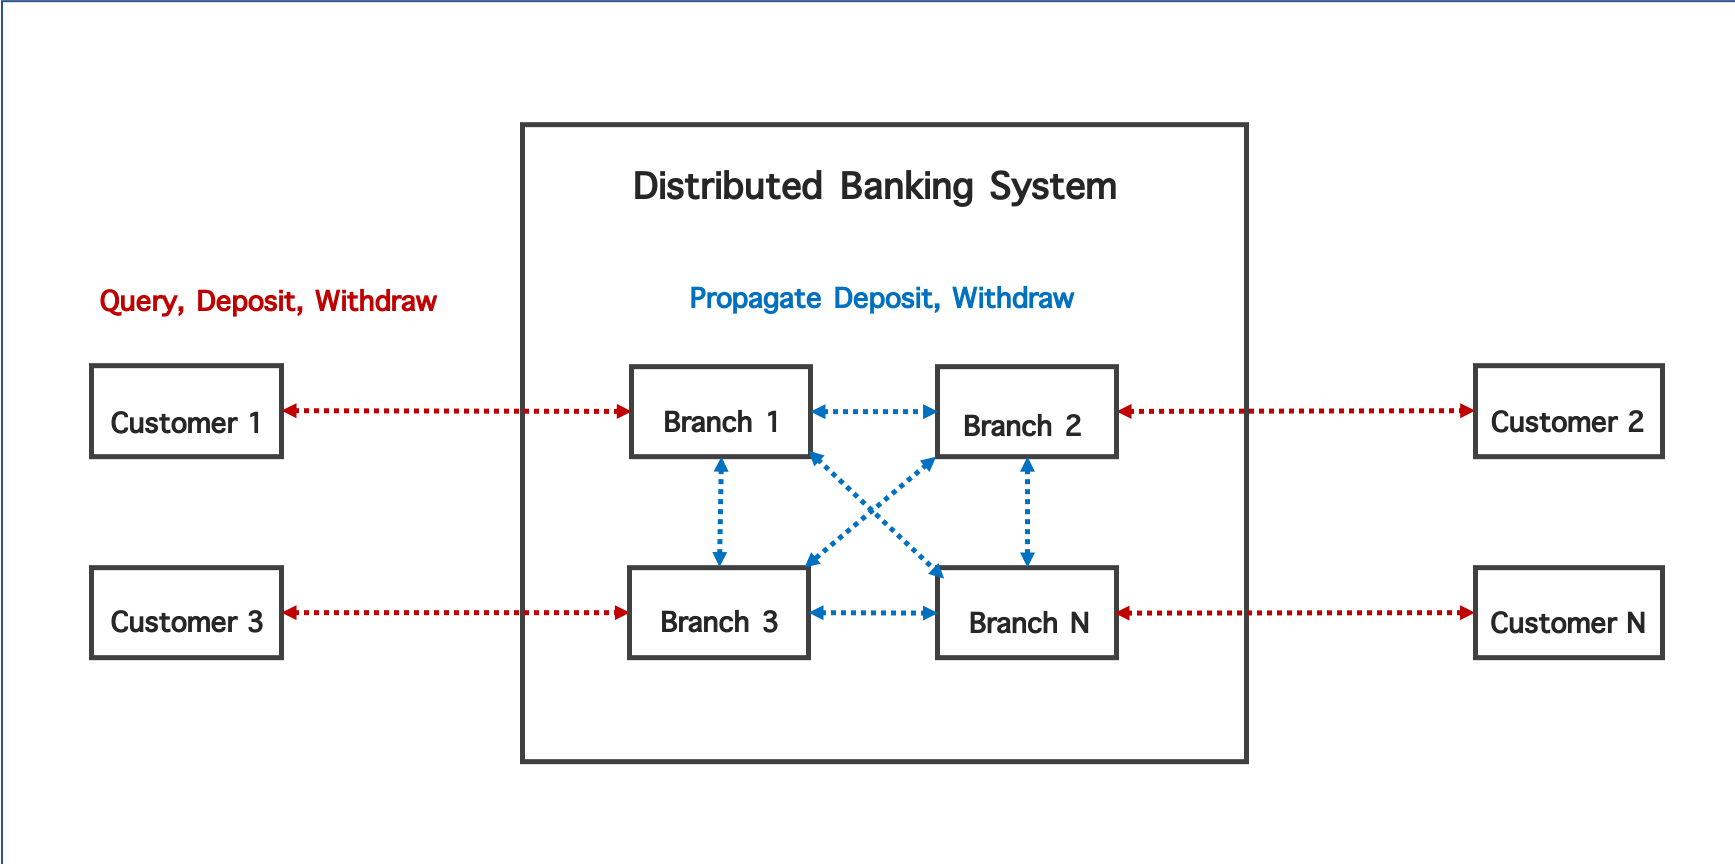 Distributed Banking System
Query, Deposit, Withdraw
Propagate Deposit, Withdraw
Customer 1
Branch 1
Branch 2
Customer 2
Customer 3
Branch 3
Branch N
Customer N